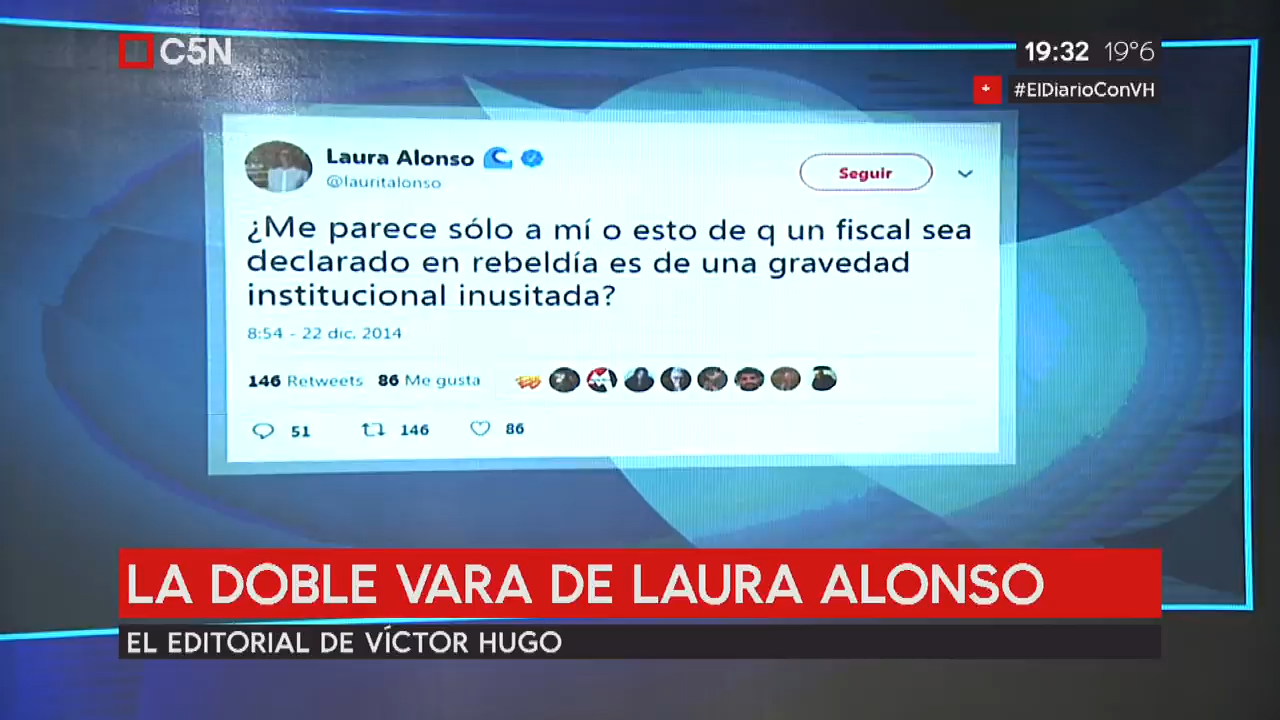 C5N
19:32 19°6
#ElDiarioConVH
Laura Alonso
@lauritalonso
Seguir
¿Me parece sólo a mí o esto de q un fiscal sea
declarado en rebeldía es de una gravedad
institucional inusitada?
8:54 - 22 dic. 2014
146 Retweets 86 Me gusta
51 146 86
LA DOBLE VARA DE LAURA ALONSO
EL EDITORIAL DE VÍCTOR HUGO